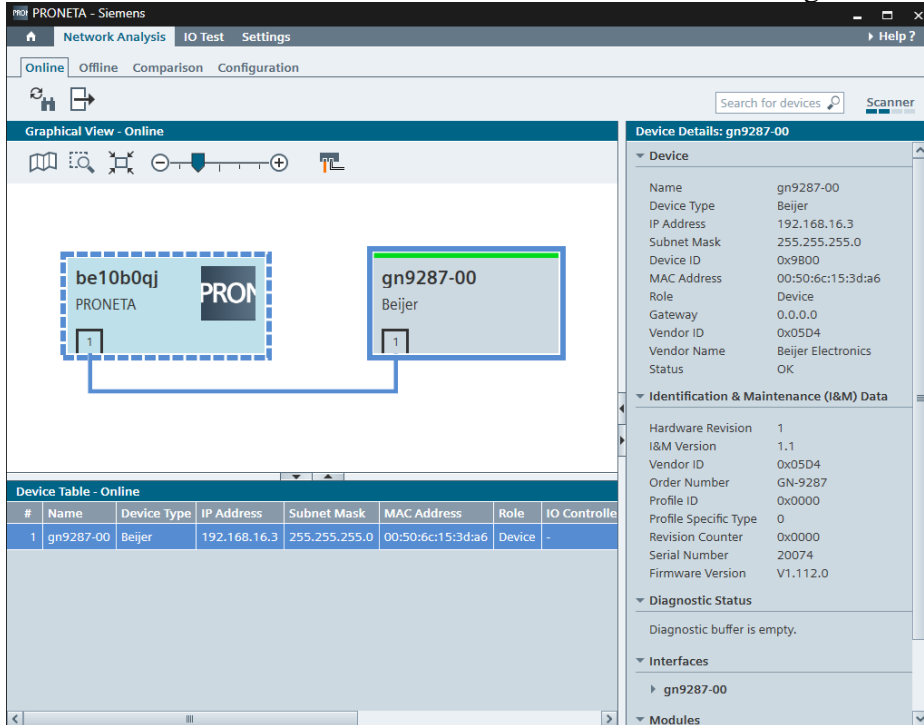 PRONETA - Siemens
Network Analysis IO Test Settings Help ?
Online Offline Comparison Configuration
Search for devices Scanner
Graphical View - Online
be10b0qj
PRONETA
PRON
1
gn9287-00
Beijer
1
Device Table - Online
# Name Device Type IP Address Subnet Mask MAC Address Role IO Controlle
1 gn9287-00 Beijer 192.168.16.3 255.255.255.0 00:50:6c:15:3d:a6 Device -
Device Details: gn9287-00
Device
Name gn9287-00
Device Type Beijer
IP Address 192.168.16.3
Subnet Mask 255.255.255.0
Device ID 0x9B00
MAC Address 00:50:6c:15:3d:a6
Role Device
Gateway 0.0.0.0
Vendor ID 0x05D4
Vendor Name Beijer Electronics
Status OK
Identification & Maintenance (I&M) Data
Hardware Revision 1
I&M Version 1.1
Vendor ID 0x05D4
Order Number GN-9287
Profile ID 0x0000
Profile Specific Type 0
Revision Counter 0x0000
Serial Number 20074
Firmware Version V1.112.0
Diagnostic Status
Diagnostic buffer is empty.
Interfaces
gn9287-00
Modules